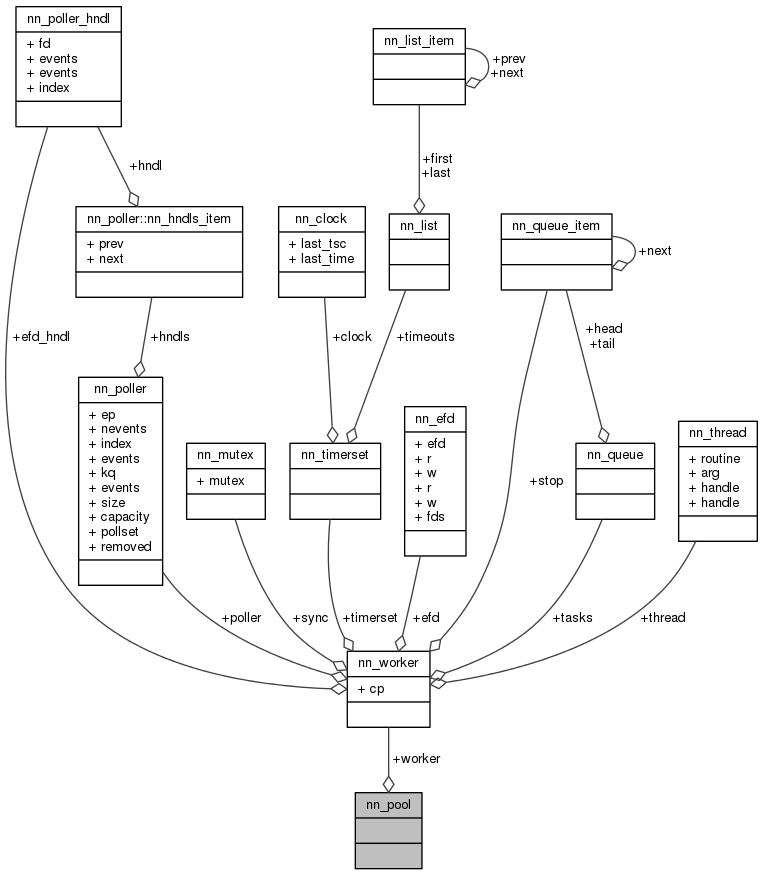 nn_poller_hndl
+ fd
+ events
+ events
+ index
nn_list_item
+prev
+next
+hndl
+first
+last
nn_poller::nn_hndls_item
+ prev
+ next
nn_clock
+ last_tsc
+ last_time
nn_list
nn_queue_item
+next
+efd_hndl
+hndls
+clock
+timeouts
+head
+tail
nn_poller
+ ep
+ nevents
+ index
+ events
+ kq
+ events
+ size
+ capacity
+ pollset
+ removed
nn_mutex
+ mutex
nn_timerset
nn_efd
+ efd
+ r
+ w
+ r
+ w
+ fds
+stop
nn_queue
nn_thread
+ routine
+ arg
+ handle
+ handle
+poller
+sync
+timerset
+efd
+tasks
+thread
nn_worker
+ cp
+worker
nn_pool